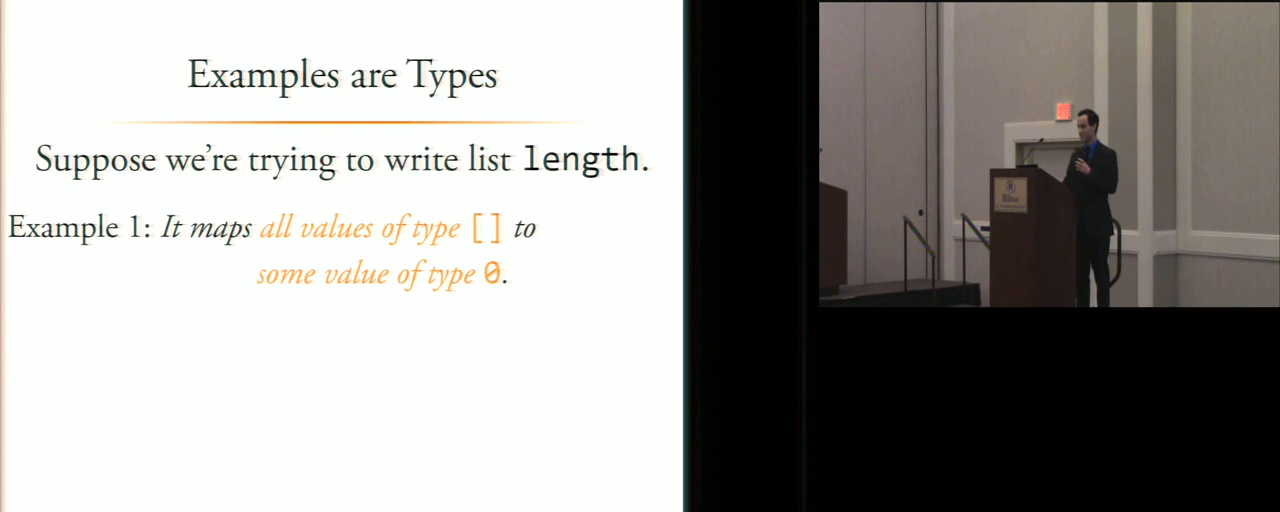 Examples are Types
Suppose we're trying to write list length.
Example 1: It maps all values of type [] to
some value of type 0.
Hilton